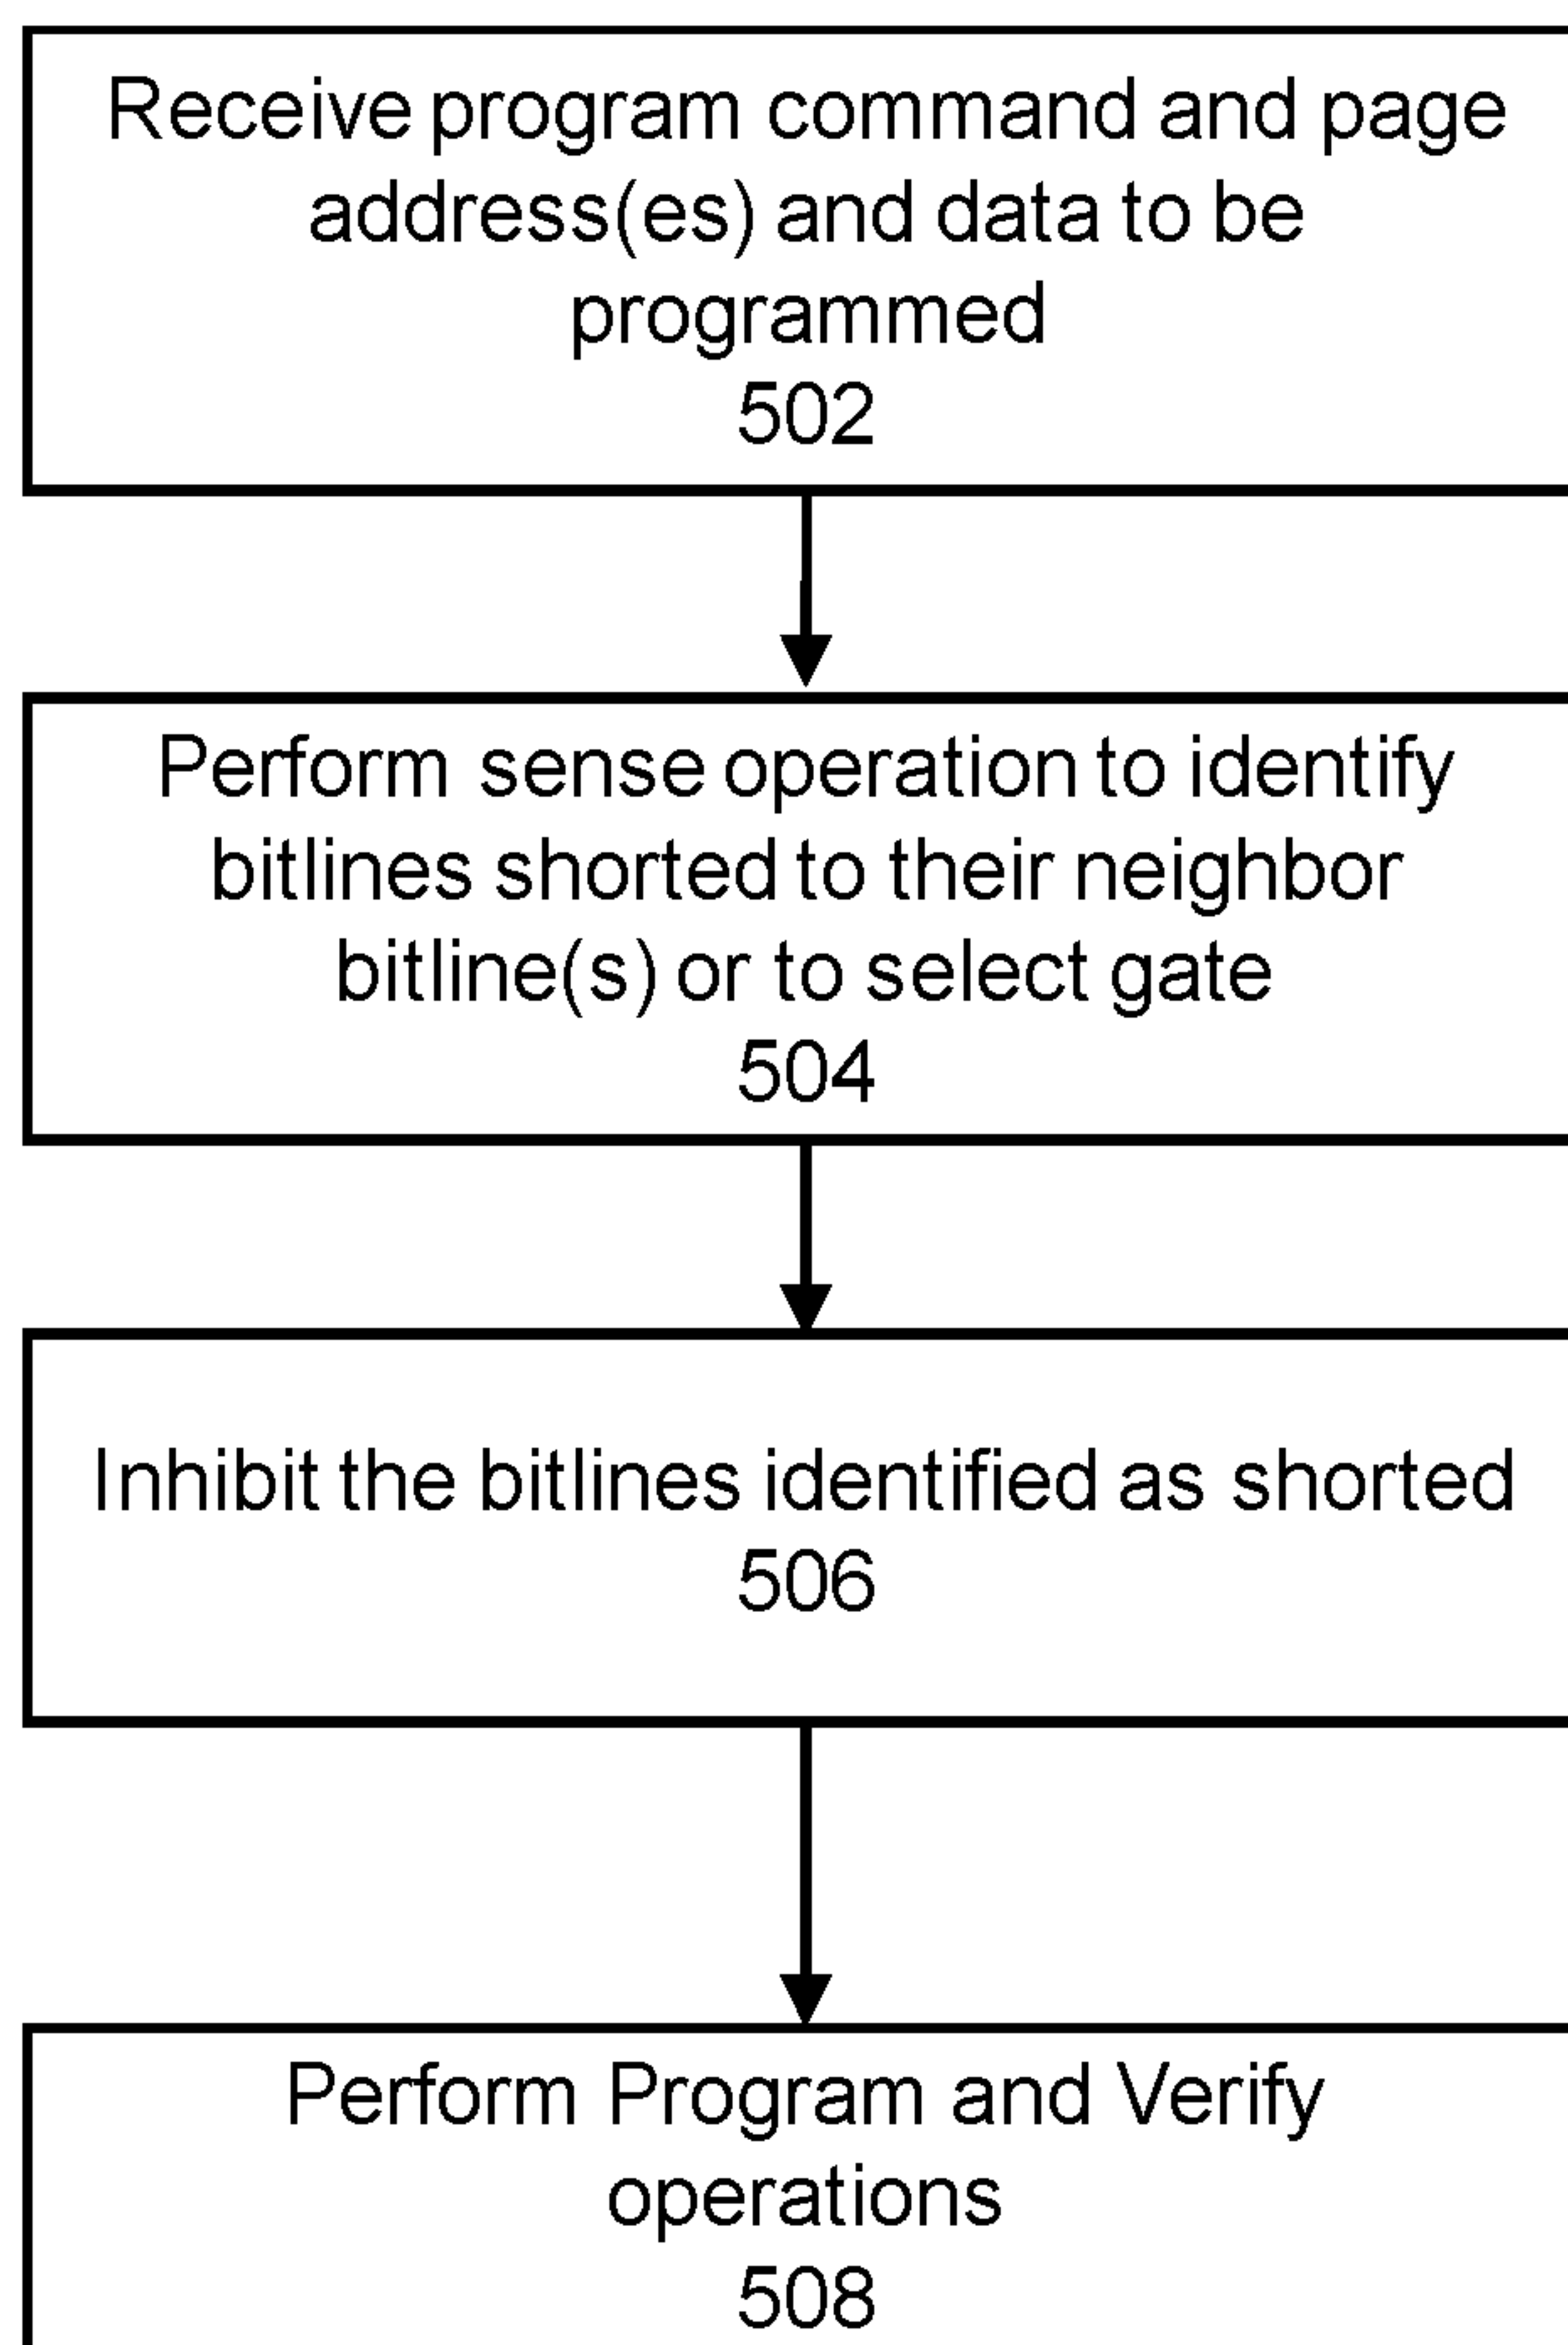 Receive program command and page
address(es) and data to be
programmed
502
Perform sense operation to identify
bitlines shorted to their neighbor
bitline(s) or to select gate
504
Inhibit the bitlines identified as shorted
506
Perform Program and Verify
operations
508